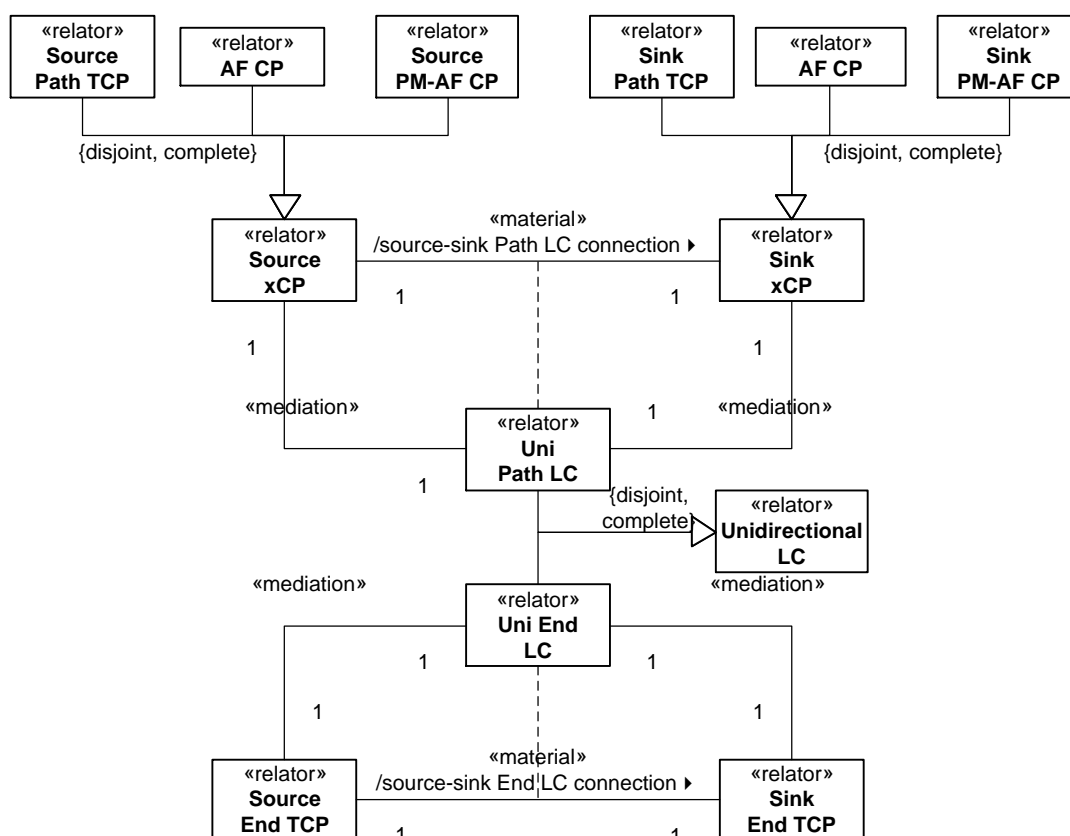 «relator»
Source
Path TCP
«relator»
AF CP
«relator»
Source
PM-AF CP
«relator»
Sink
Path TCP
«relator»
AF CP
«relator»
Sink
PM-AF CP
{disjoint, complete}
{disjoint, complete}
«relator»
Source
xCP
«material»
/source-sink Path LC connection
«relator»
Sink
xCP
1
1
1
1
«mediation»
«mediation»
1
«relator»
Uni
Path LC
1
{disjoint,
complete}
«relator»
Unidirectional
LC
«mediation»
«mediation»
«relator»
Uni End
LC
1
1
1
1
«material»
/source-sink End LC connection
«relator»
Source
End TCP
«relator»
Sink
End TCP
1
1